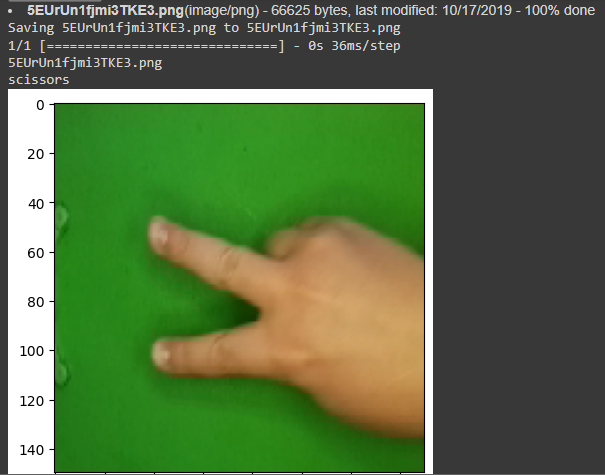 5EUrUn1fjmi3TKE3.png(image/png) - 66625 bytes, last modified: 10/17/2019 - 100% done
Saving 5EUrUn1fjmi3TKE3.png to 5EUrUn1fjmi3TKE3.png
1/1 [==============================] - 0s 36ms/step
5EUrUn1fjmi3TKE3.png
scissors
0
20
40
60
80
100
120
140